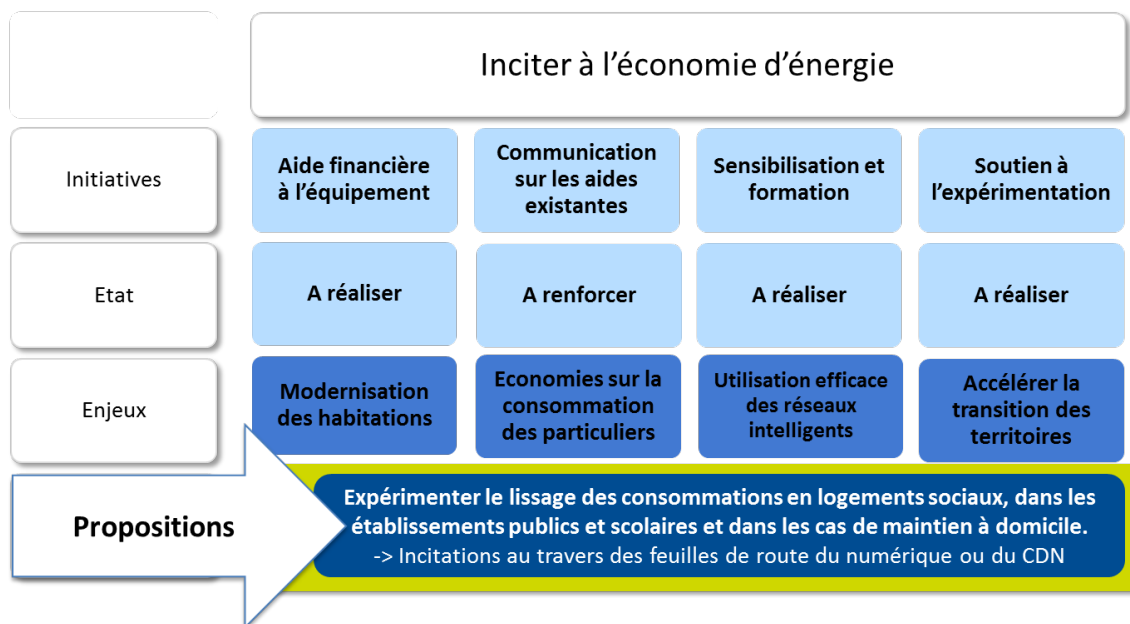 Inciter à l'économie d'énergie
Initiatives
Aide financière
à l'équipement
Communication
sur les aides
existantes
Sensibilisation et
formation
Soutien à
l'expérimentation
Etat
A réaliser
A renforcer
A réaliser
A réaliser
Enjeux
Modernisation
des habitations
Economies sur la
consommation
des particuliers
Utilisation efficace
des réseaux
intelligents
Accélérer la
transition des
territoires
Propositions
Expérimenter le lissage des consommations en logements sociaux, dans les
établissements publics et scolaires et dans les cas de maintien à domicile.
-> Incitations au travers des feuilles de route du numérique ou du CDN